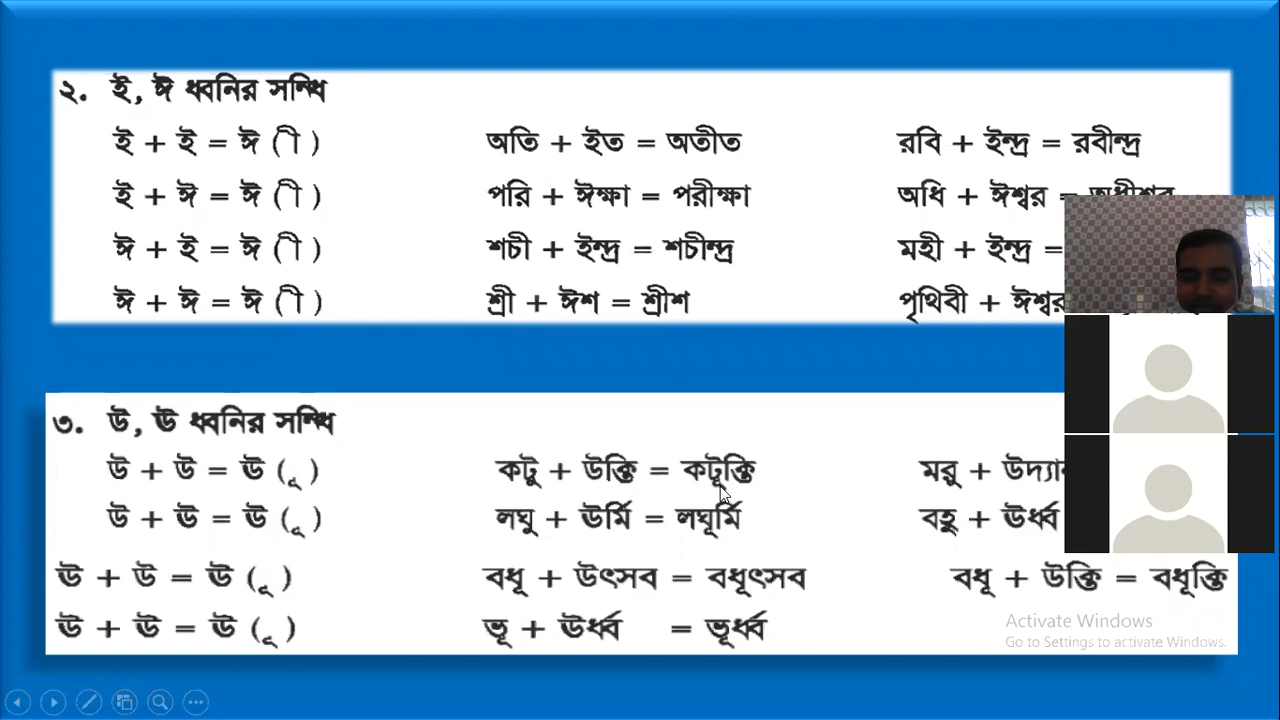 ২. ই, ঈ ধ্বনির সন্ধি
ই + ই = ঈ (ী) অতি + ইত = অতীত রবি + ইন্দ্র = রবীন্দ্র
ই + ঈ = ঈ (ী) পরি + ঈক্ষা = পরীক্ষা অধি + ঈশ্বর =
ঈ + ই = ঈ (ী) শচী + ইন্দ্র = শচীন্দ্র মহী + ইন্দ্র =
ঈ + ঈ = ঈ (ী) শ্রী + ঈশ = শ্রীশ পৃথিবী + ঈশ্বর
৩. উ, ঊ ধ্বনির সন্ধি
উ + উ = ঊ (ূ) কটু + উক্তি = কটূক্তি মরু +
উ + ঊ = ঊ (ূ) লঘু + ঊর্মি = লঘূর্মি বহু + ঊর্ধ্ব
ঊ + উ = ঊ (ূ) বধূ + উৎসব = বধূৎসব বধূ + উক্তি = বধূক্তি
ঊ + ঊ = ঊ (ূ) ভূ + ঊর্ধ্ব = ভূর্ধ্ব
Activate Windows
Go to Settings to activate Windows.